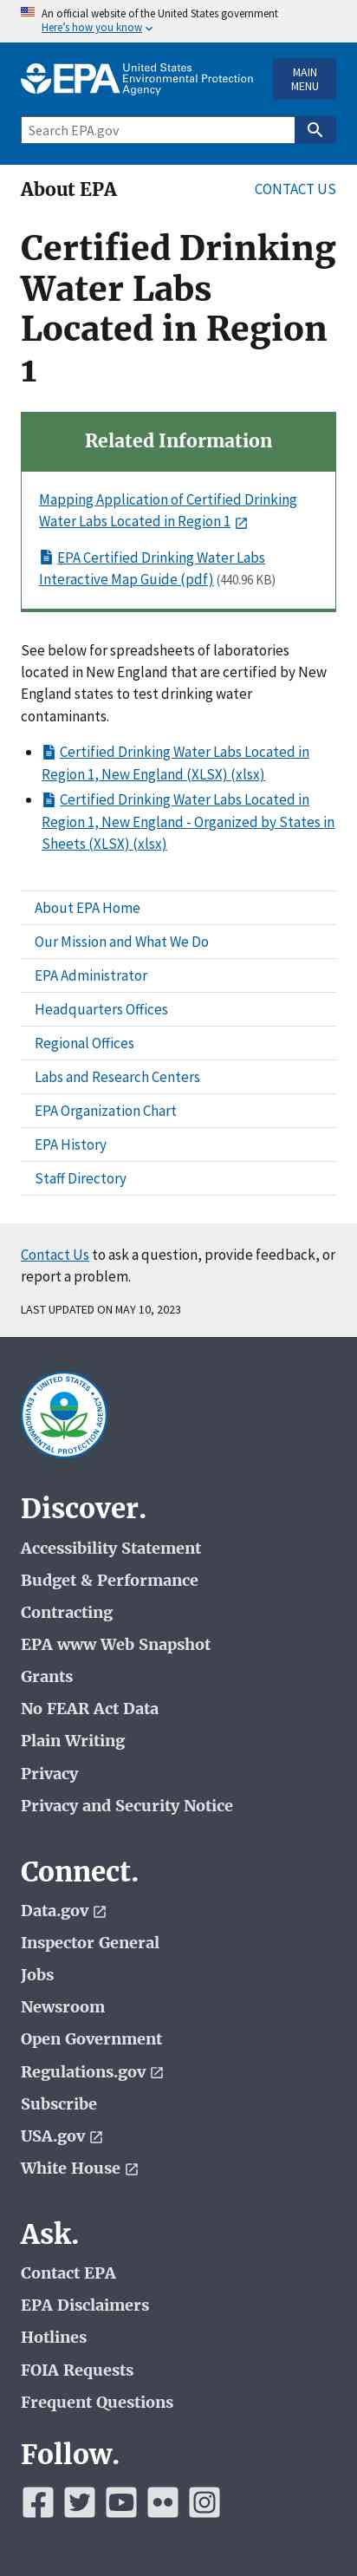 An official website of the United States government
Here's how you know
EPA United States
Environmental Protection
Agency
MAIN
MENU
Search EPA.gov
About EPA
CONTACT US
Certified Drinking
Water Labs
Located in Region
1
Related Information
Mapping Application of Certified Drinking
Water Labs Located in Region 1
EPA Certified Drinking Water Labs
Interactive Map Guide (pdf) (440.96 KB)
See below for spreadsheets of laboratories
located in New England that are certified by New
England states to test drinking water
contaminants.
Certified Drinking Water Labs Located in
Region 1, New England (XLSX) (xlsx)
Certified Drinking Water Labs Located in
Region 1, New England - Organized by States in
Sheets (XLSX) (xlsx)
About EPA Home
Our Mission and What We Do
EPA Administrator
Headquarters Offices
Regional Offices
Labs and Research Centers
EPA Organization Chart
EPA History
Staff Directory
Contact Us to ask a question, provide feedback, or
report a problem.
LAST UPDATED ON MAY 10, 2023
UNITED STATES
ENVIRONMENTAL PROTECTION AGENCY
Discover.
Accessibility Statement
Budget & Performance
Contracting
EPA www Web Snapshot
Grants
No FEAR Act Data
Plain Writing
Privacy
Privacy and Security Notice
Connect.
Data.gov
Inspector General
Jobs
Newsroom
Open Government
Regulations.gov
Subscribe
USA.gov
White House
Ask.
Contact EPA
EPA Disclaimers
Hotlines
FOIA Requests
Frequent Questions
Follow.